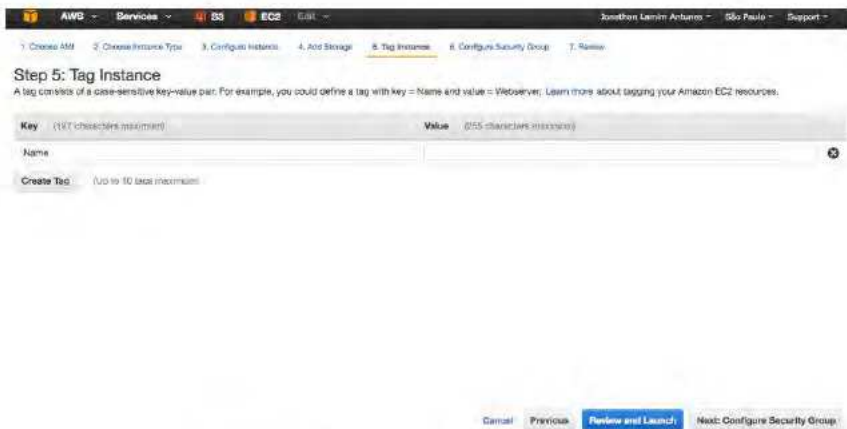 AWS Services S3 EC2 Edit Jonathan Lamim Antunes São Paulo Support
1. Choose AMI 2. Choose Instance Type 3. Configure Instance 4. Add Storage 5. Tag Instance 6. Configure Security Group 7. Review
Step 5: Tag Instance
A tag consists of a case-sensitive key-value pair. For example, you could define a tag with key = Name and value = Webserver. Learn more about tagging your Amazon EC2 resources.
Key (127 characters maximum) Value (255 characters maximum)
Name
Create Tag (Up to 10 tags maximum)
Cancel Previous Review and Launch Next: Configure Security Group